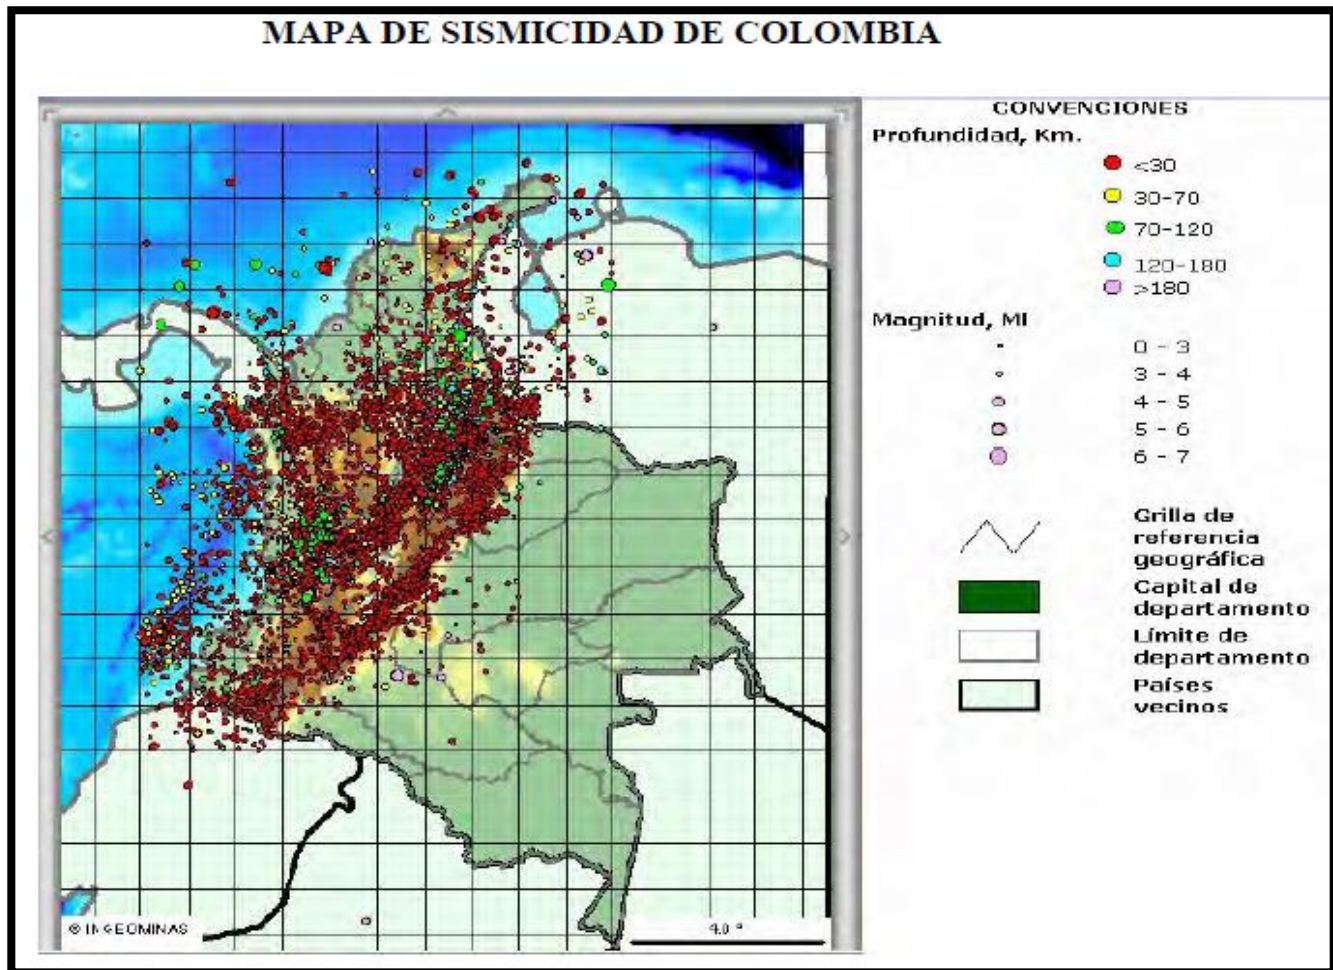 MAPA DE SISMICIDAD DE COLOMBIA
CONVENCIONES
Profundidad, Km.
<30
30-70
70-120
120-180
>180
Magnitud, Ml
0 - 3
3 - 4
4 - 5
5 - 6
6 - 7
Grilla de
referencia
geográfica
Capital de
departamento
Límite de
departamento
Países
vecinos
© INGEOMINAS
4.0 °